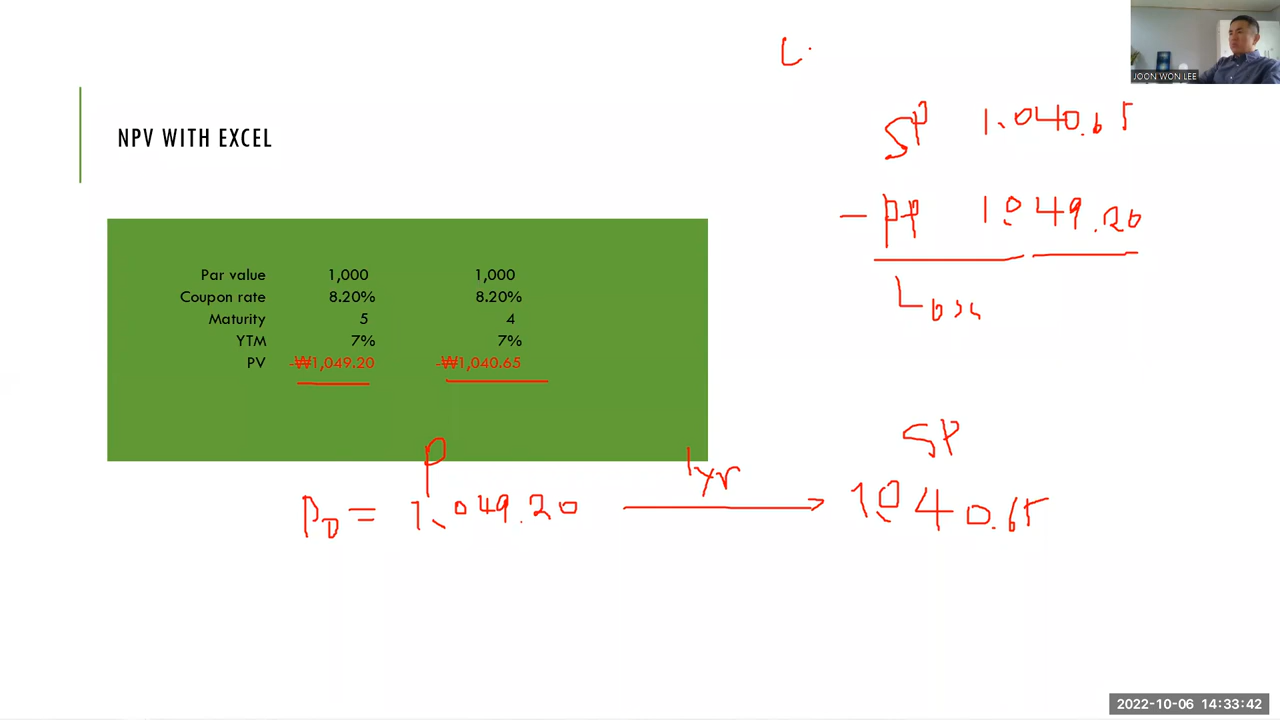 L.
JOON WON LEE
SP 1,040.65
NPV WITH EXCEL
- PP 1,049.20
Loss
Par value 1,000 1,000
Coupon rate 8.20% 8.20%
Maturity 5 4
YTM 7% 7%
PV -₩1,049.20 -₩1,040.65
P
SP
1yr
P0 = 1,049.20 1,040.65
2022-10-06 14:33:42